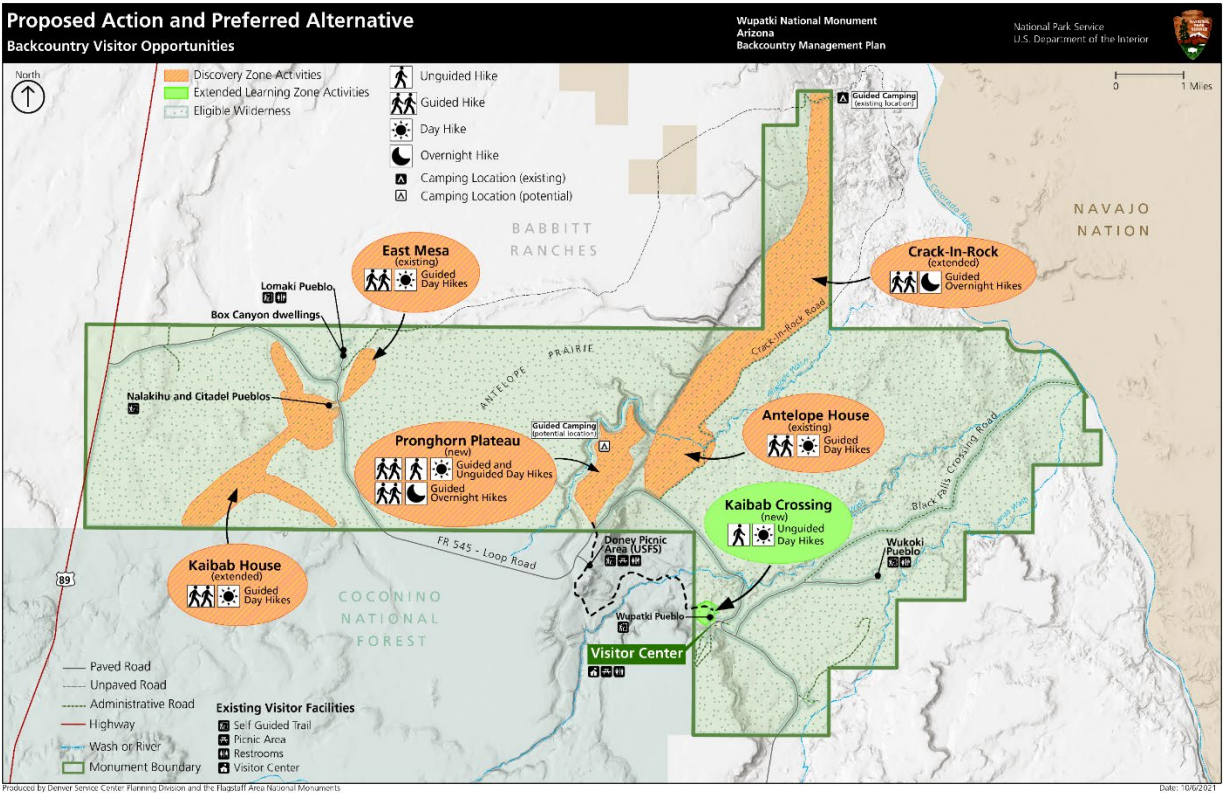 Proposed Action and Preferred Alternative
Backcountry Visitor Opportunities
Wupatki National Monument
Arizona
Backcountry Management Plan
National Park Service
U.S. Department of the Interior
NATIONAL
PARK
SERVICE
North
Discovery Zone Activities
Extended Learning Zone Activities
Eligible Wilderness
Unguided Hike
Guided Hike
Day Hike
Overnight Hike
Camping Location (existing)
Camping Location (potential)
0 1 Miles
Guided Camping
(existing location)
Little Colorado River
NAVAJO
NATION
BABBITT
RANCHES
East Mesa
(existing)
Guided
Day Hikes
Crack-In-Rock
(extended)
Guided
Overnight Hikes
Lomaki Pueblo
Box Canyon dwellings
Crack-In-Rock Road
ANTELOPE PRAIRIE
Nalakihu and Citadel Pueblos
Guided Camping
(potential location)
Pronghorn Plateau
(new)
Guided and
Unguided Day Hikes
Guided
Overnight Hikes
Antelope House
(existing)
Guided
Day Hikes
Black Falls Crossing Road
Kaibab Crossing
(new)
Unguided
Day Hikes
Kaibab House
(extended)
Guided
Day Hikes
FR 545 - Loop Road
Doney Picnic
Area (USFS)
Wukoki
Pueblo
89
COCONINO
NATIONAL
FOREST
Wupatki Pueblo
Visitor Center
Paved Road
Unpaved Road
Administrative Road
Highway
Wash or River
Monument Boundary
Existing Visitor Facilities
Self Guided Trail
Picnic Area
Restrooms
Visitor Center
Produced by Denver Service Center Planning Division and the Flagstaff Area National Monuments
Date: 10/6/2021